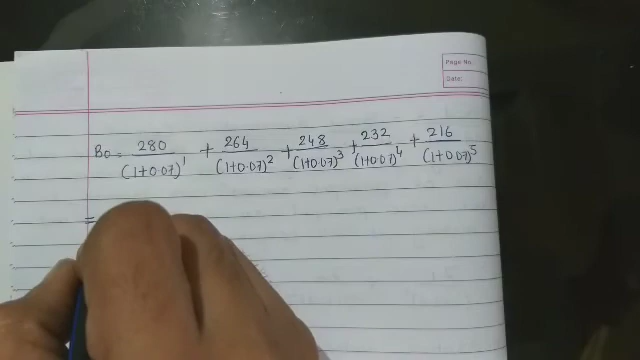 Page No.
Date:
B0 = 280/(1+0.07)^1 + 264/(1+0.07)^2 + 248/(1+0.07)^3 + 232/(1+0.07)^4 + 216/(1+0.07)^5
=